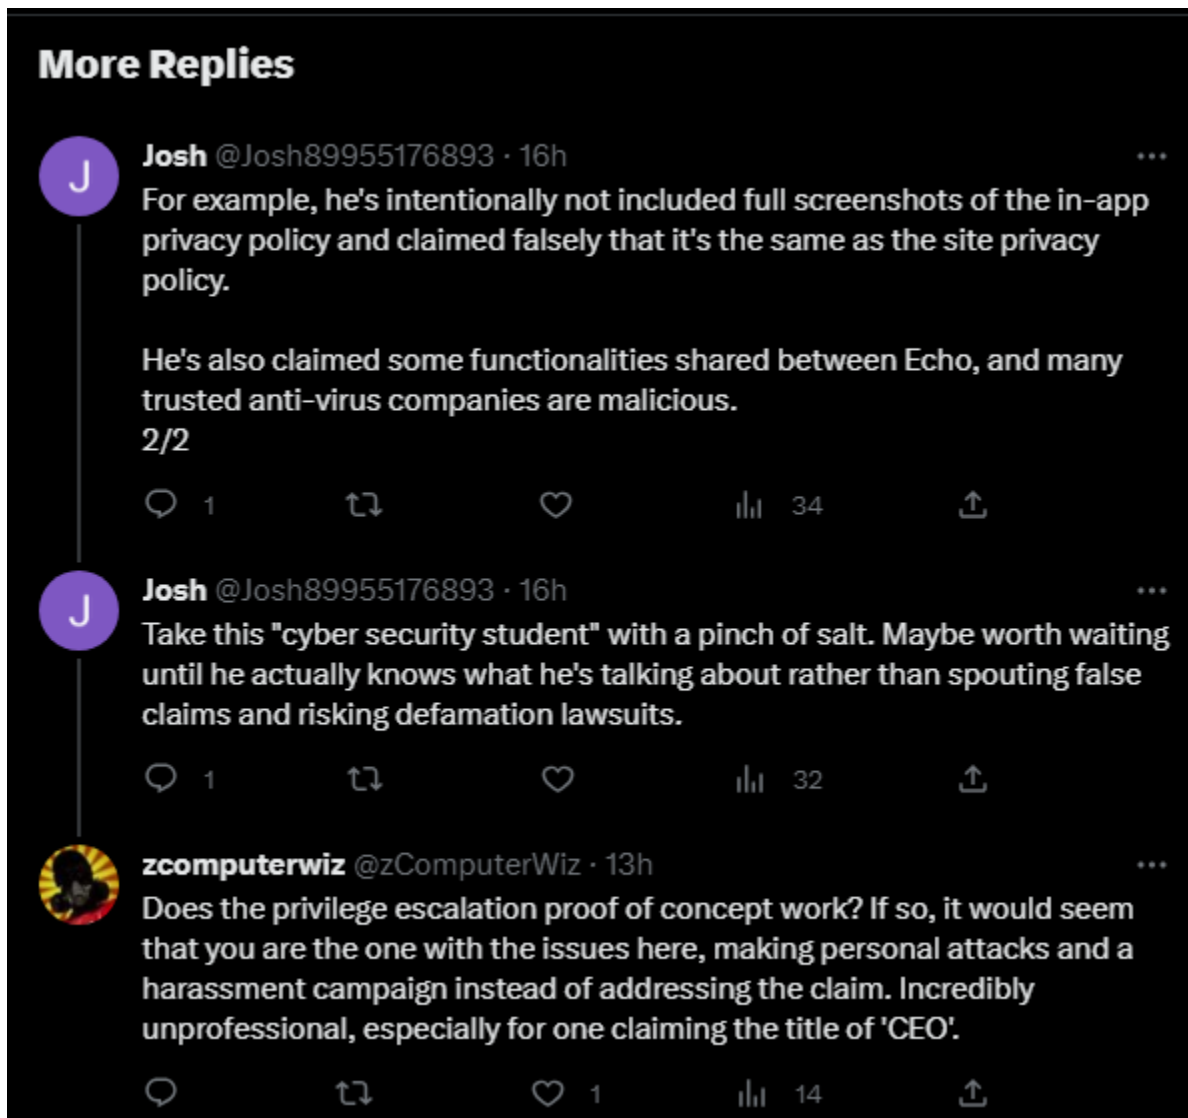 More Replies
J
Josh @Josh89955176893 · 16h
For example, he's intentionally not included full screenshots of the in-app
privacy policy and claimed falsely that it's the same as the site privacy
policy.
He's also claimed some functionalities shared between Echo, and many
trusted anti-virus companies are malicious.
2/2
1 34
J
Josh @Josh89955176893 · 16h
Take this "cyber security student" with a pinch of salt. Maybe worth waiting
until he actually knows what he's talking about rather than spouting false
claims and risking defamation lawsuits.
1 32
zcomputerwiz @zComputerWiz · 13h
Does the privilege escalation proof of concept work? If so, it would seem
that you are the one with the issues here, making personal attacks and a
harassment campaign instead of addressing the claim. Incredibly
unprofessional, especially for one claiming the title of 'CEO'.
1 14